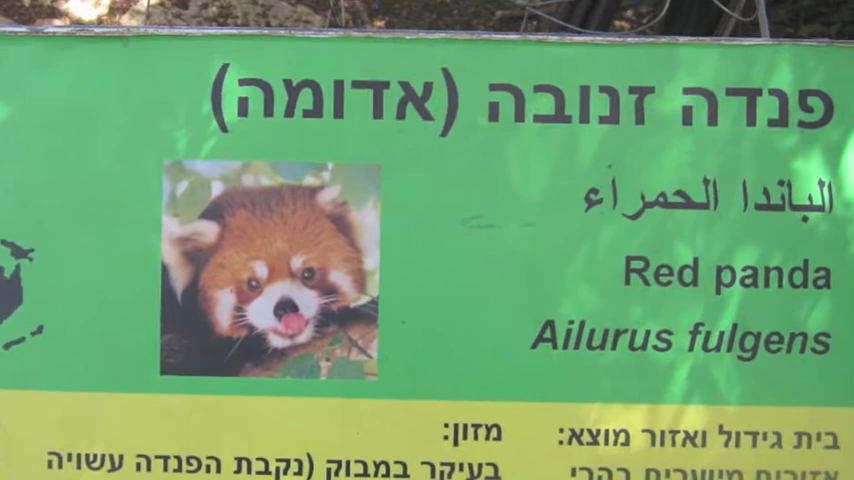 פנדה זנובה (אדומה)
الباندا الحمراء
Red panda
Ailurus fulgens
בית גידול ואזור מוצא:
מזון:
בעיקר במבוק (נקבת הפנדה עשויה